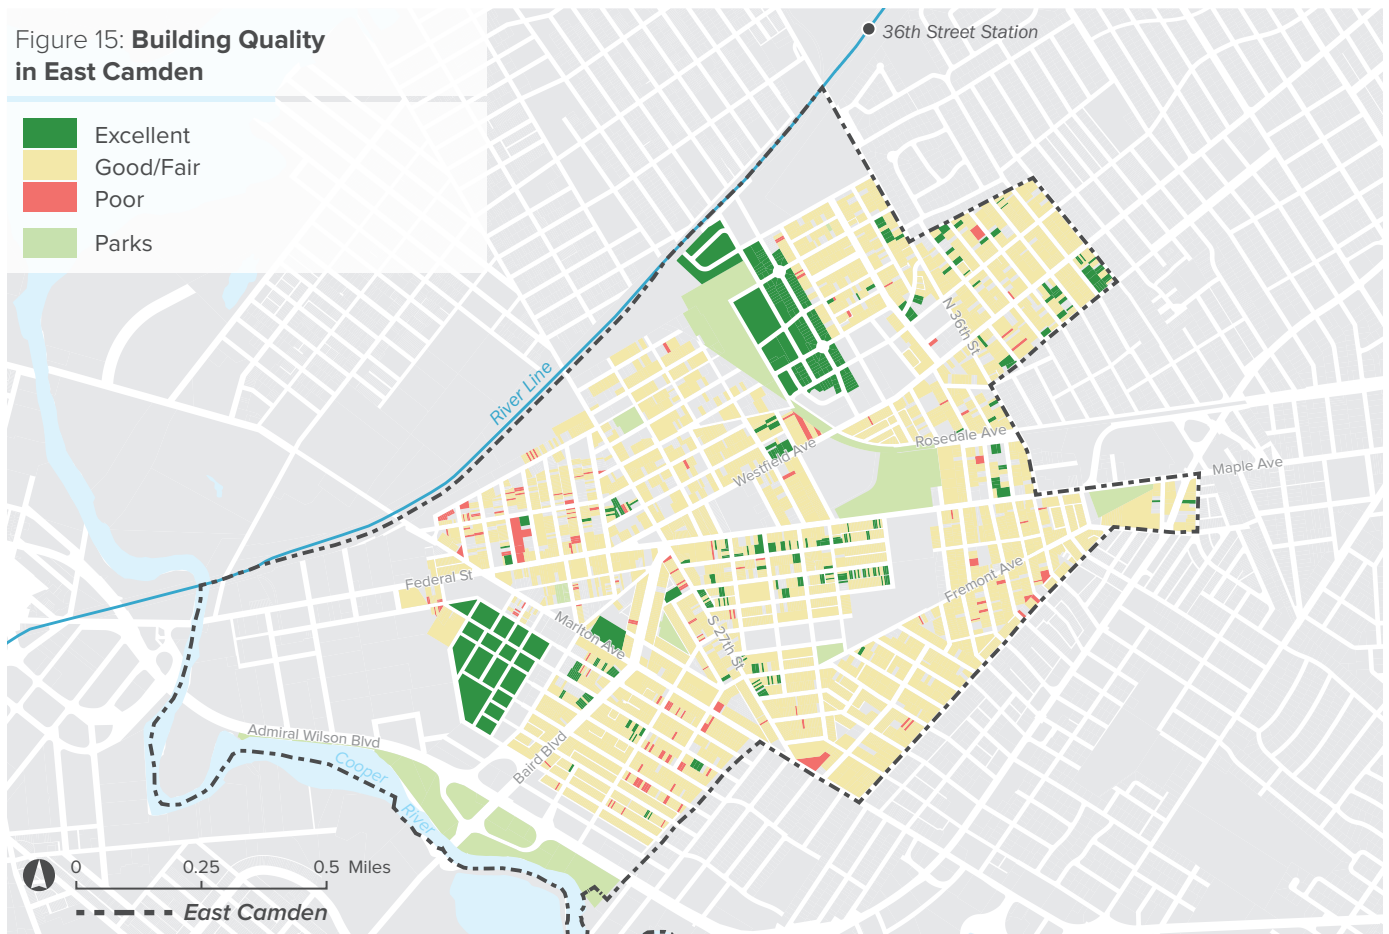 Figure 15: Building Quality
in East Camden
Excellent
Good/Fair
Poor
Parks
36th Street Station
N 36th St
River Line
Rosedale Ave
Westfield Ave
Maple Ave
Federal St
Fremont Ave
Marlton Ave
S 27th St
Admiral Wilson Blvd
Baird Blvd
Cooper
River
0 0.25 0.5 Miles
East Camden